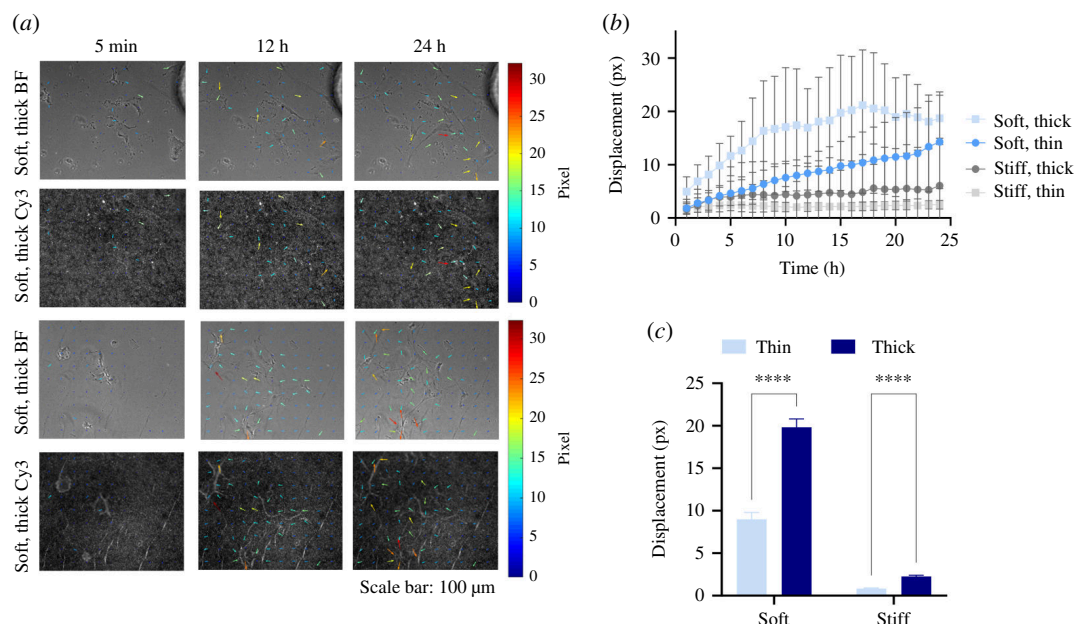 (a)
5 min 12 h 24 h
Soft, thick BF
30
25
20
15
10
5
0
Pixel
Soft, thick Cy3
Soft, thick BF
30
25
20
15
10
5
0
Pixel
Soft, thick Cy3
Scale bar: 100 μm
(b)
Displacement (px)
30
20
10
0
0 5 10 15 20 25
Time (h)
Soft, thick
Soft, thin
Stiff, thick
Stiff, thin
(c)
Thin Thick
**** ****
Displacement (px)
25
20
15
10
5
0
Soft Stiff